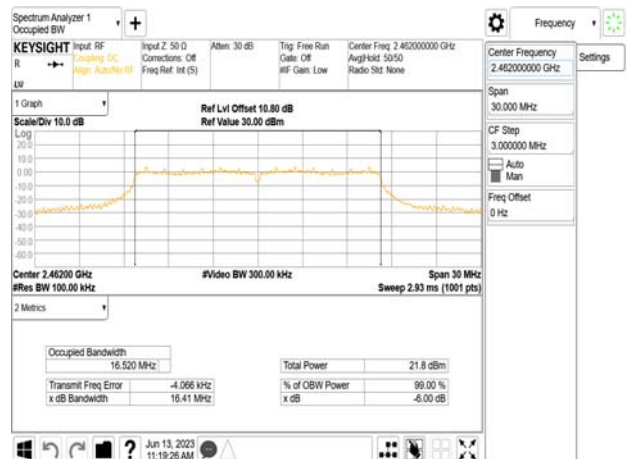 Spectrum Analyzer 1
Occupied BW
Frequency
KEYSIGHT
Input: RF
Coupling: DC
Align: Auto/No RF
Input Z: 50 Ω
Corrections: Off
Freq Ref: Int (S)
Atten: 30 dB
Trig: Free Run
Gate: Off
#IF Gain: Low
Center Freq: 2.462000000 GHz
Avg|Hold: 50/50
Radio Std: None
R
LXI
Center Frequency
2.462000000 GHz
Settings
Span
30.000 MHz
CF Step
3.000000 MHz
Auto
Man
Freq Offset
0 Hz
1 Graph
Scale/Div 10.0 dB
Ref Lvl Offset 10.80 dB
Ref Value 30.00 dBm
Log
20.0
10.0
0.00
-10.0
-20.0
-30.0
-40.0
-50.0
-60.0
Center 2.46200 GHz
#Res BW 100.00 kHz
#Video BW 300.00 kHz
Span 30 MHz
Sweep 2.93 ms (1001 pts)
2 Metrics
Occupied Bandwidth
16.520 MHz
Total Power 21.8 dBm
Transmit Freq Error -4.066 kHz
% of OBW Power 99.00 %
x dB Bandwidth 16.41 MHz
x dB -6.00 dB
?
Jun 13, 2023
11:19:26 AM